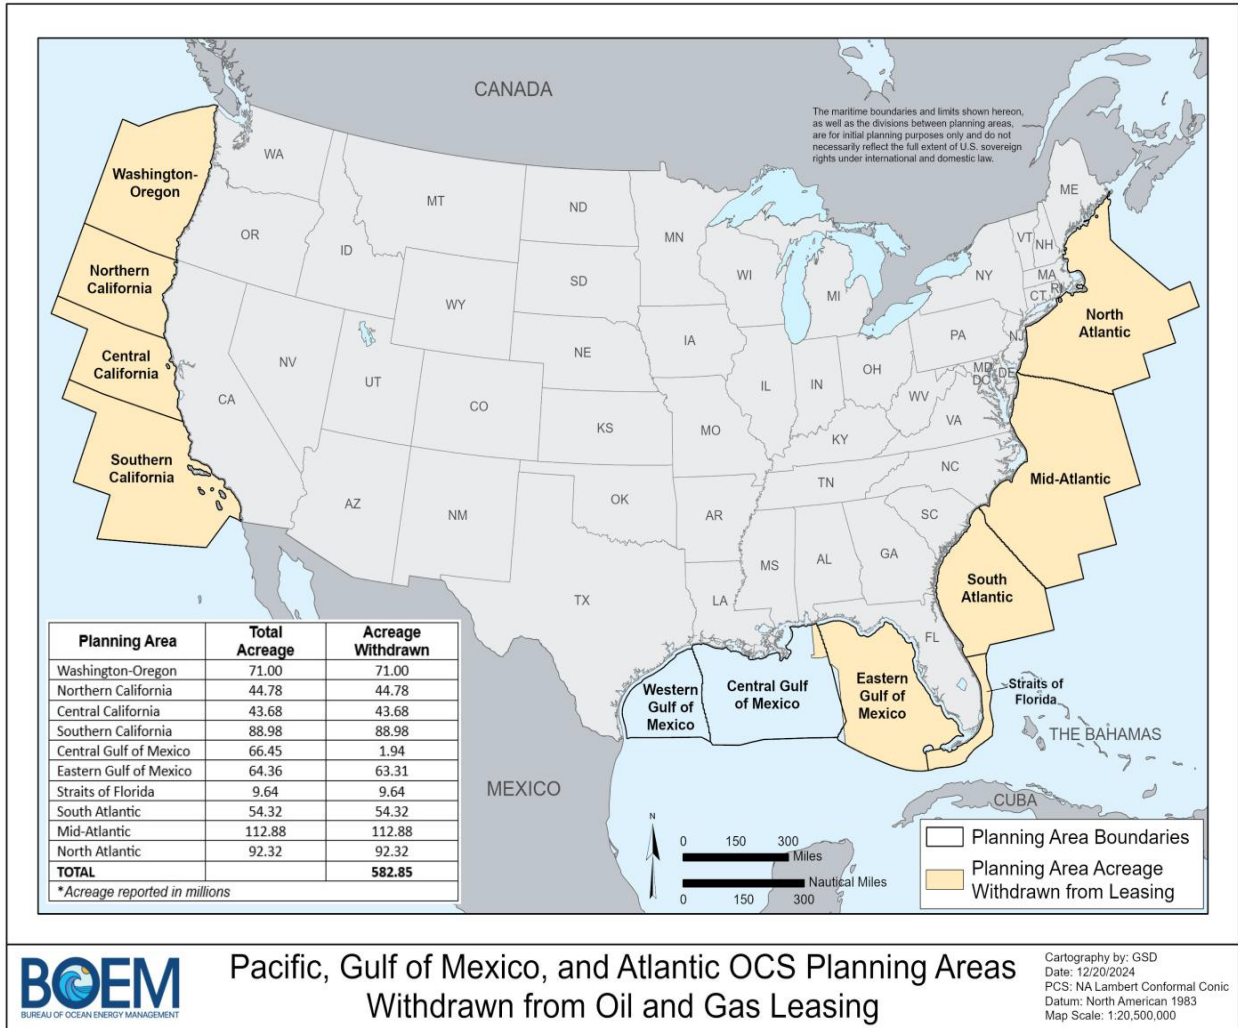 CANADA
The maritime boundaries and limits shown hereon,
as well as the divisions between planning areas,
are for initial planning purposes only and do not
necessarily reflect the full extent of U.S. sovereign
rights under international and domestic law.
Washington-
Oregon
Northern
California
Central
California
Southern
California
WA
OR
ID
MT
ND
SD
MN
WI
MI
WY
NE
IA
NV
UT
CO
CA
KS
MO
IL
IN
OH
KY
WV
VA
PA
NY
VT
NH
ME
MA
RI
CT
NJ
MD
DE
DC
AZ
NM
OK
AR
TN
NC
SC
TX
LA
MS
AL
GA
FL
North
Atlantic
Mid-Atlantic
South
Atlantic
Straits of
Florida
Western
Gulf of
Mexico
Central Gulf
of Mexico
Eastern
Gulf of
Mexico
THE BAHAMAS
MEXICO
CUBA
Planning Area Total Acreage Acreage Withdrawn
Washington-Oregon 71.00 71.00
Northern California 44.78 44.78
Central California 43.68 43.68
Southern California 88.98 88.98
Central Gulf of Mexico 66.45 1.94
Eastern Gulf of Mexico 64.36 63.31
Straits of Florida 9.64 9.64
South Atlantic 54.32 54.32
Mid-Atlantic 112.88 112.88
North Atlantic 92.32 92.32
TOTAL 582.85
*Acreage reported in millions
N
0 150 300
Miles
Nautical Miles
0 150 300
Planning Area Boundaries
Planning Area Acreage
Withdrawn from Leasing
BOEM
BUREAU OF OCEAN ENERGY MANAGEMENT
Pacific, Gulf of Mexico, and Atlantic OCS Planning Areas
Withdrawn from Oil and Gas Leasing
Cartography by: GSD
Date: 12/20/2024
PCS: NA Lambert Conformal Conic
Datum: North American 1983
Map Scale: 1:20,500,000